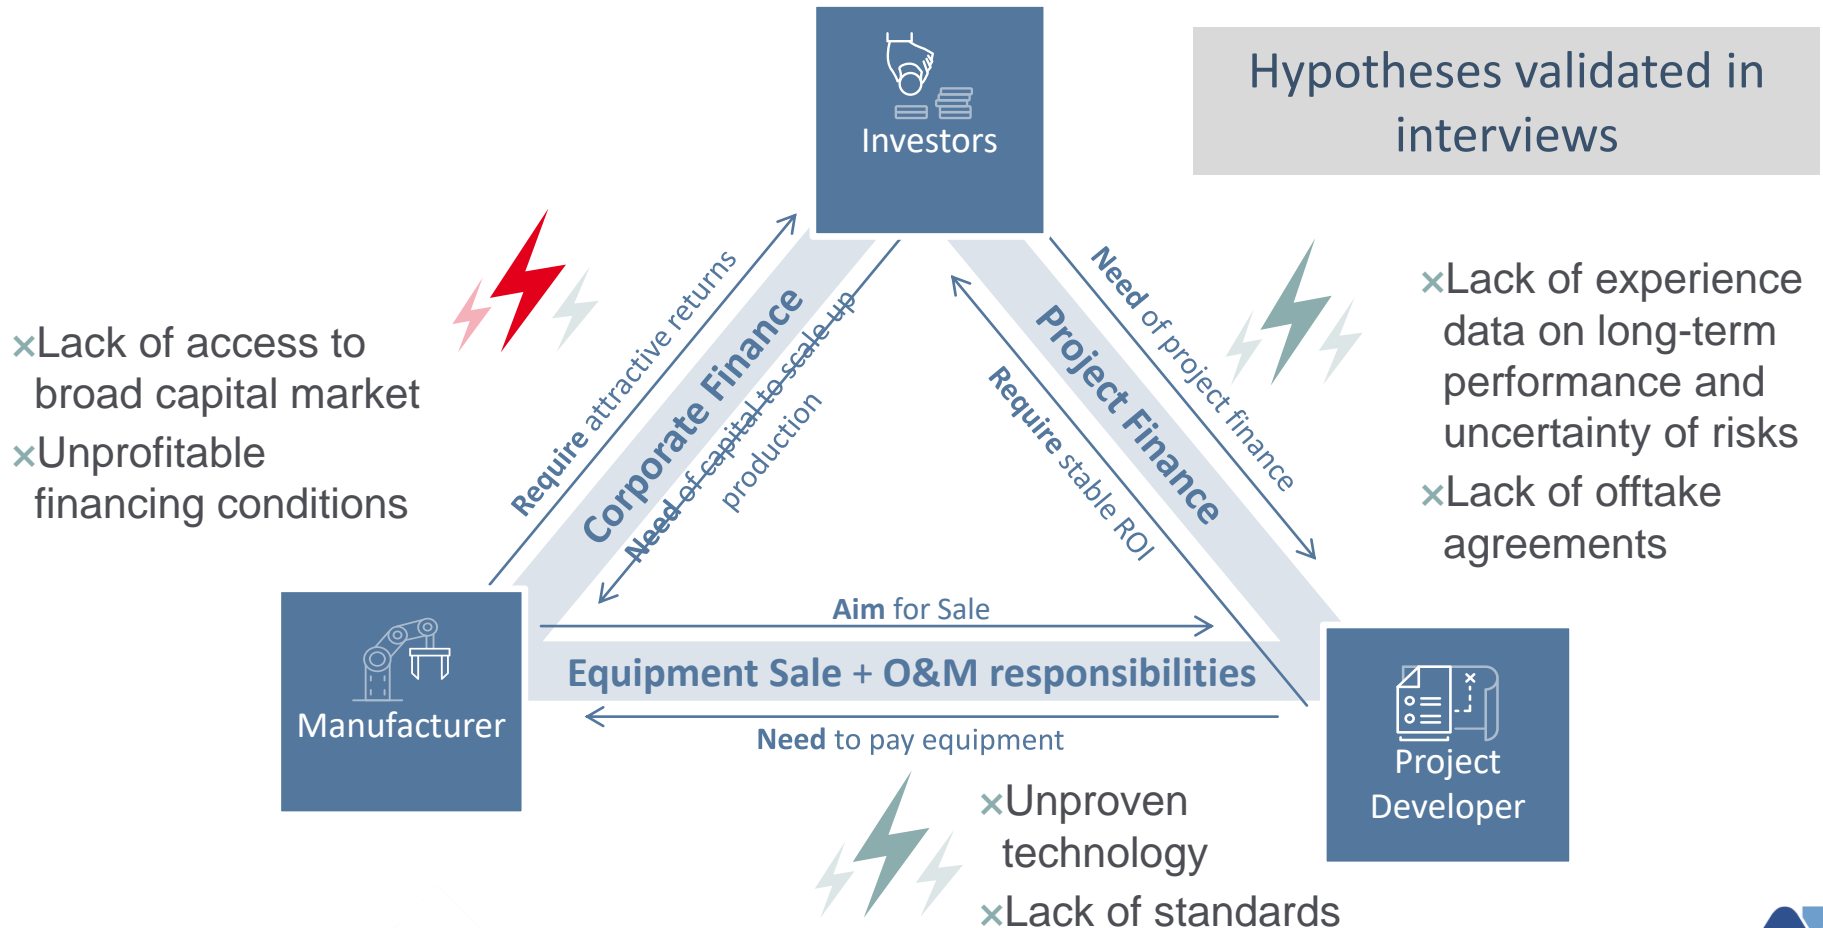 Investors
Hypotheses validated in
interviews
×Lack of access to
broad capital market
×Unprofitable
financing conditions
Require attractive returns
Corporate Finance
Need of capital to scale up
production
Need of project finance
Project Finance
Require stable ROI
×Lack of experience
data on long-term
performance and
uncertainty of risks
×Lack of offtake
agreements
Aim for Sale
Equipment Sale + O&M responsibilities
Need to pay equipment
Manufacturer
Project
Developer
×Unproven
technology
×Lack of standards